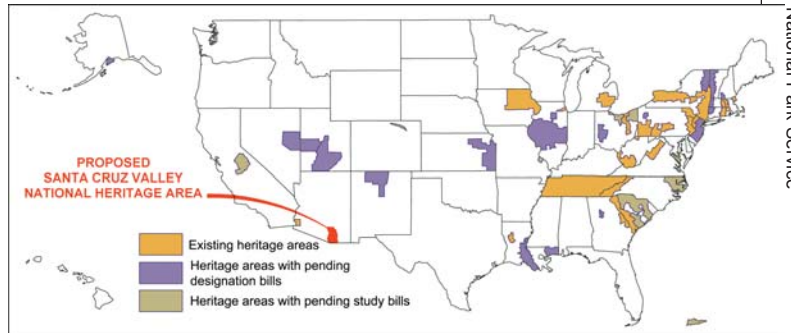 PROPOSED
SANTA CRUZ VALLEY
NATIONAL HERITAGE AREA
Existing heritage areas
Heritage areas with pending
designation bills
Heritage areas with pending study bills
National Park Service